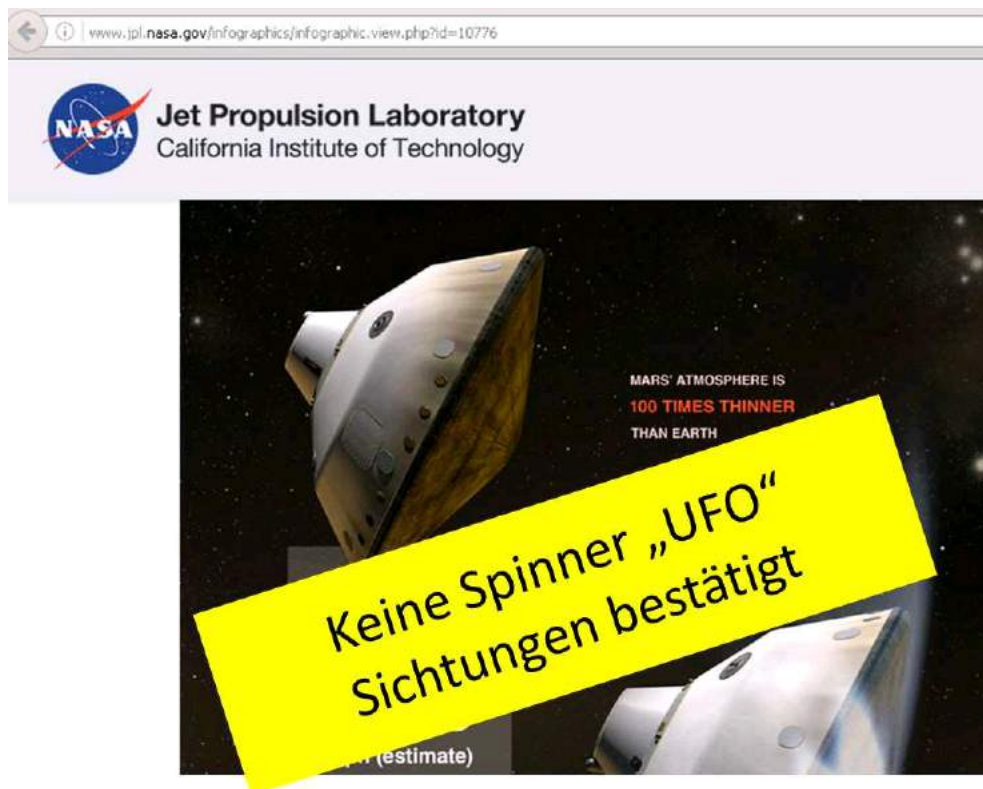 www.jpl.nasa.gov/infographics/infographic.view.php?id=10776
NASA
Jet Propulsion Laboratory
California Institute of Technology
MARS' ATMOSPHERE IS
100 TIMES THINNER
THAN EARTH
Keine Spinner „UFO“
Sichtungen bestätigt
(estimate)